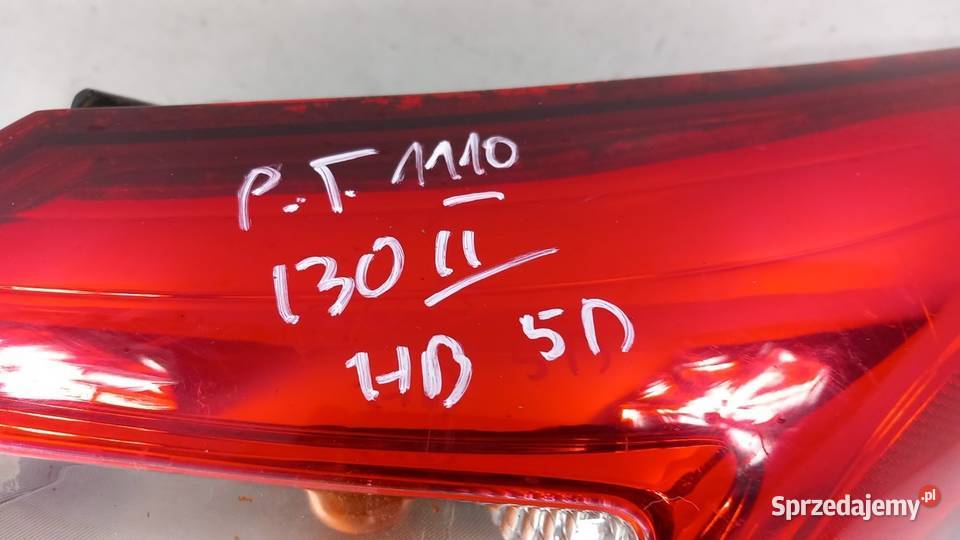 P.T. 1110
130 II
HB 5D
Sprzedajemy.pl